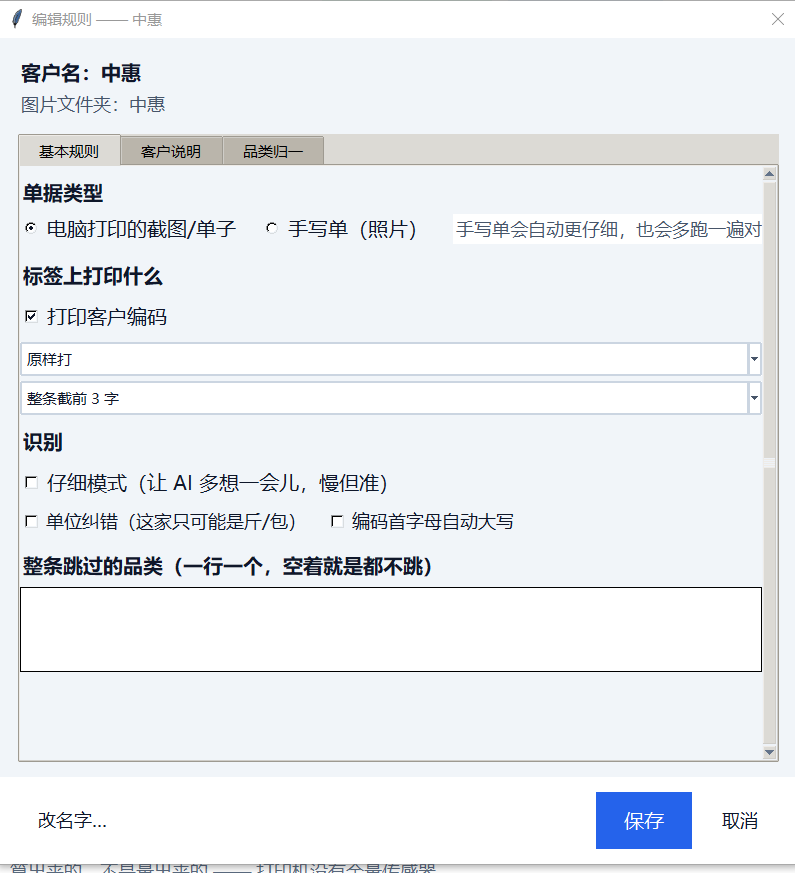 编辑规则 —— 中惠
客户名：中惠
图片文件夹：中惠
基本规则 客户说明 品类归一
单据类型
电脑打印的截图/单子 手写单（照片） 手写单会自动更仔细，也会多跑一遍对
标签上打印什么
打印客户编码
原样打
整条截前 3 字
识别
仔细模式（让 AI 多想一会儿，慢但准）
单位纠错（这家只可能是斤/包） 编码首字母自动大写
整条跳过的品类（一行一个，空着就是都不跳）
改名字... 保存 取消